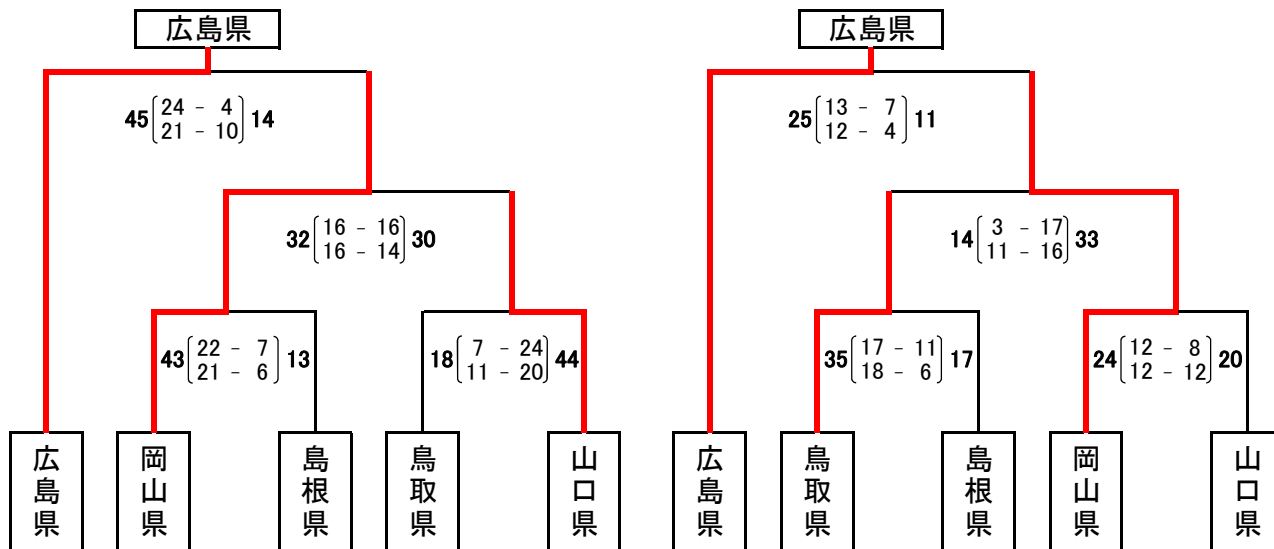 広島県
45 24 - 4 14
21 - 10
32 16 - 16 30
16 - 14
43 22 - 7 13
21 - 6
18 7 - 24 44
11 - 20
広島県
岡山県
島根県
鳥取県
山口県
広島県
25 13 - 7 11
12 - 4
14 3 - 17 33
11 - 16
35 17 - 11 17
18 - 6
24 12 - 8 20
12 - 12
広島県
鳥取県
島根県
岡山県
山口県